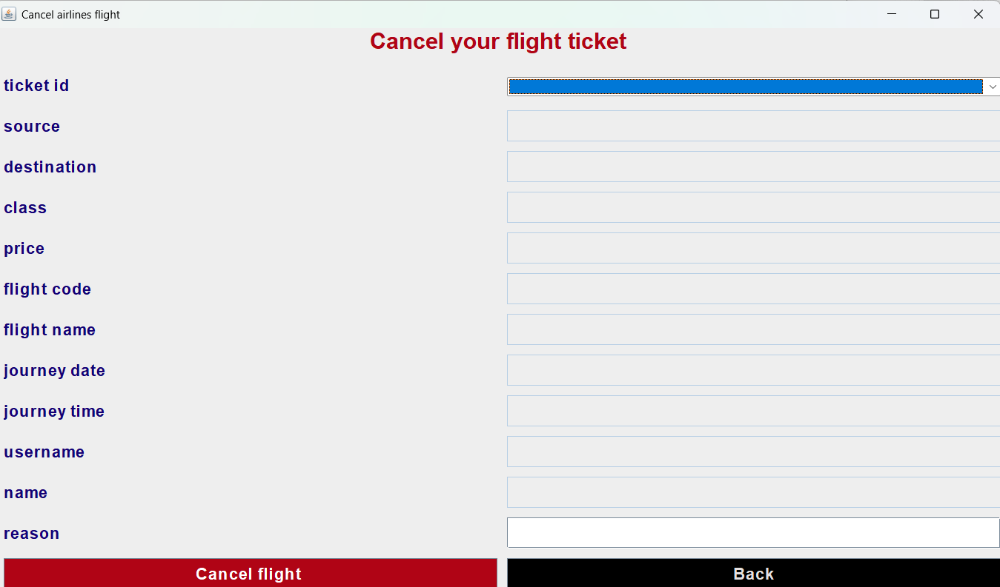 Cancel airlines flight
Cancel your flight ticket
ticket id
source
destination
class
price
flight code
flight name
journey date
journey time
username
name
reason
Cancel flight
Back